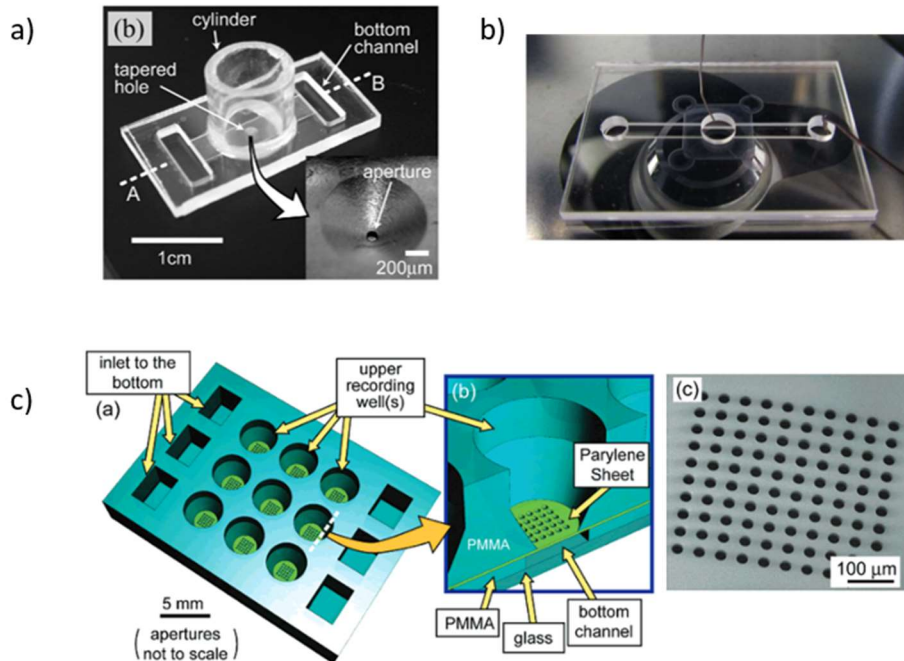 a)
(b)
cylinder
bottom
channel
tapered
hole
B
A
aperture
1cm
200μm
b)
c)
inlet to the
bottom
(a)
upper
recording
well(s)
5 mm
apertures
not to scale
(b)
Parylene
Sheet
PMMA
PMMA
glass
bottom
channel
(c)
100 μm